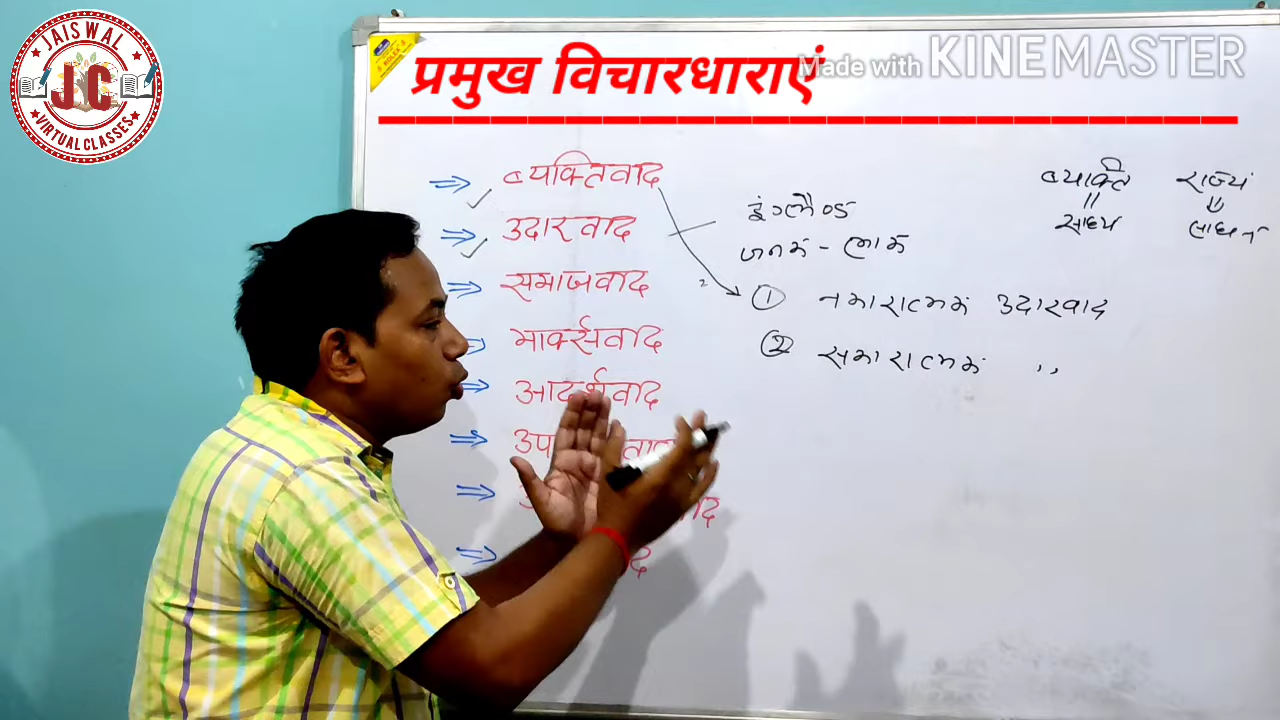 JAISWAL
JC
VIRTUAL CLASSES
प्रमुख विचारधाराएं
Made with KINEMASTER
व्यक्तिवाद
उदारवाद
समाजवाद
मार्क्सवाद
आदर्शवाद
इंग्लैण्ड
जनक - लॉक
① नकारात्मक उदारवाद
② सकारात्मक ,,
व्यक्ति
=
साध्य
राज्य
साधन